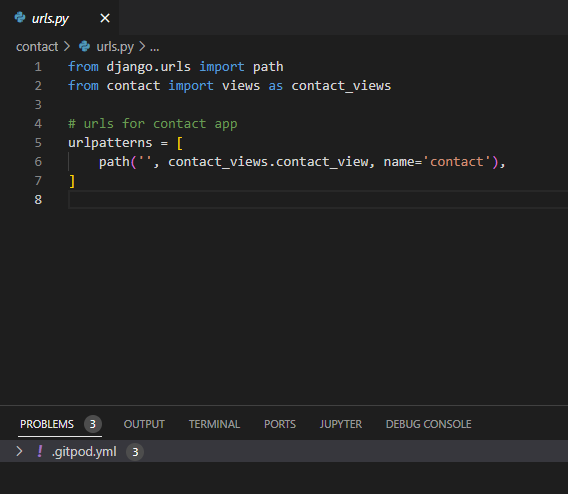 urls.py
contact > urls.py > ...
1 from django.urls import path
2 from contact import views as contact_views
3
4 # urls for contact app
5 urlpatterns = [
6     path('', contact_views.contact_view, name='contact'),
7 ]
8
PROBLEMS 3 OUTPUT TERMINAL PORTS JUPYTER DEBUG CONSOLE
> ! .gitpod.yml 3